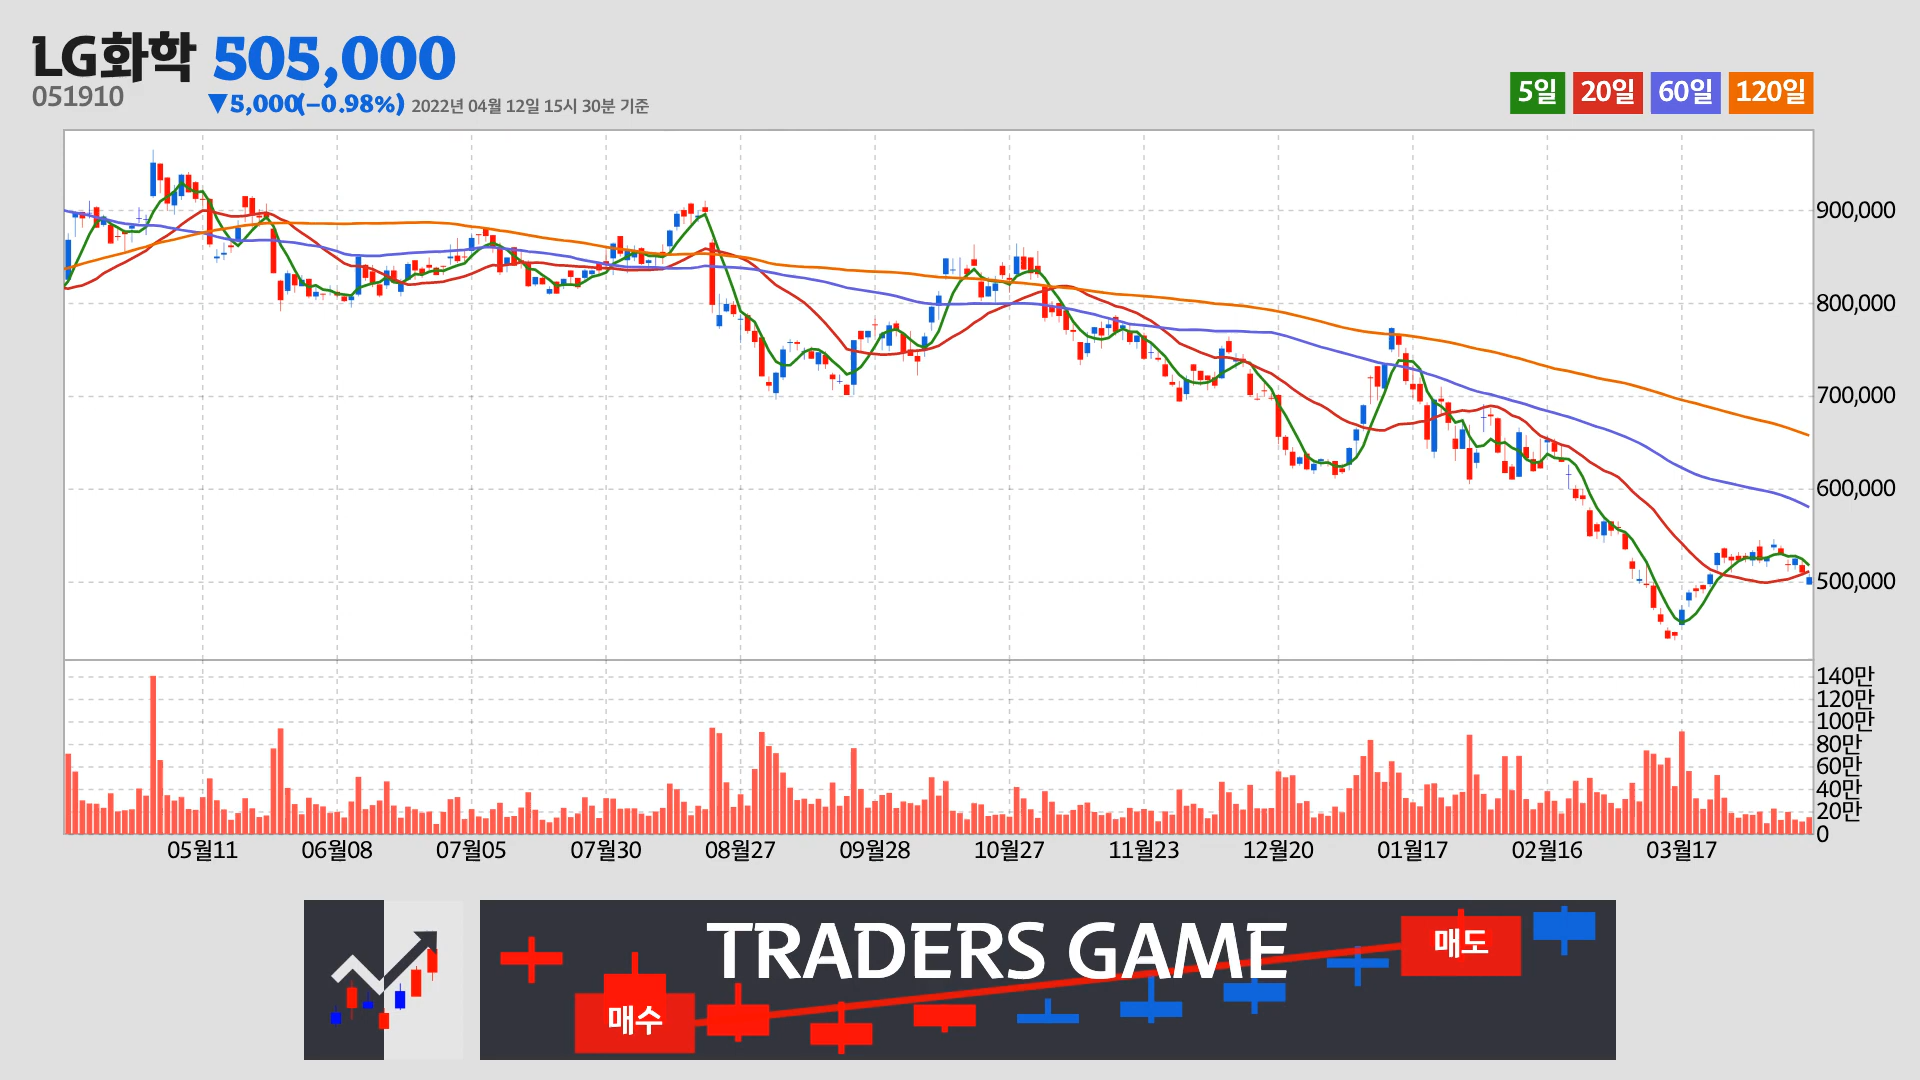 LG화학 505,000
051910
▼5,000(−0.98%) 2022년 04월 12일 15시 30분 기준
5일 20일 60일 120일
900,000
800,000
700,000
600,000
500,000
140만
120만
100만
80만
60만
40만
20만
0
05월11 06월08 07월05 07월30 08월27 09월28 10월27 11월23 12월20 01월17 02월16 03월17
TRADERS GAME
매도
매수